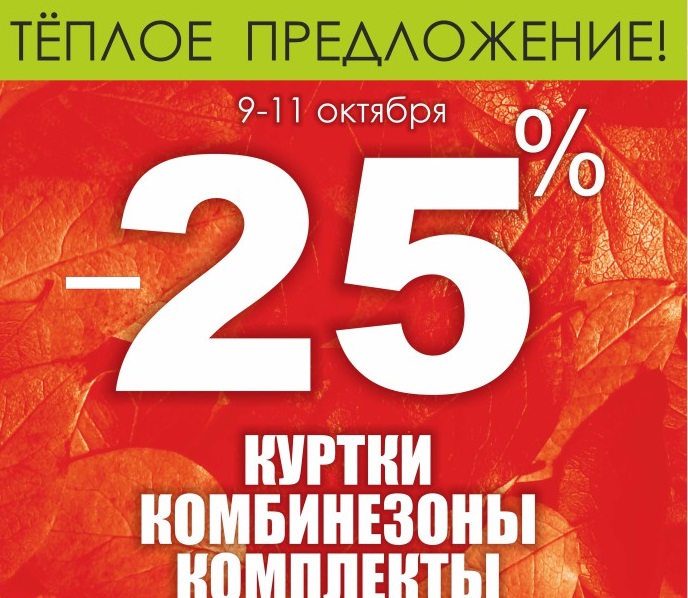 ТЁПЛОЕ ПРЕДЛОЖЕНИЕ!
9-11 октября
-25%
КУРТКИ
КОМБИНЕЗОНЫ
КОМПЛЕКТЫ